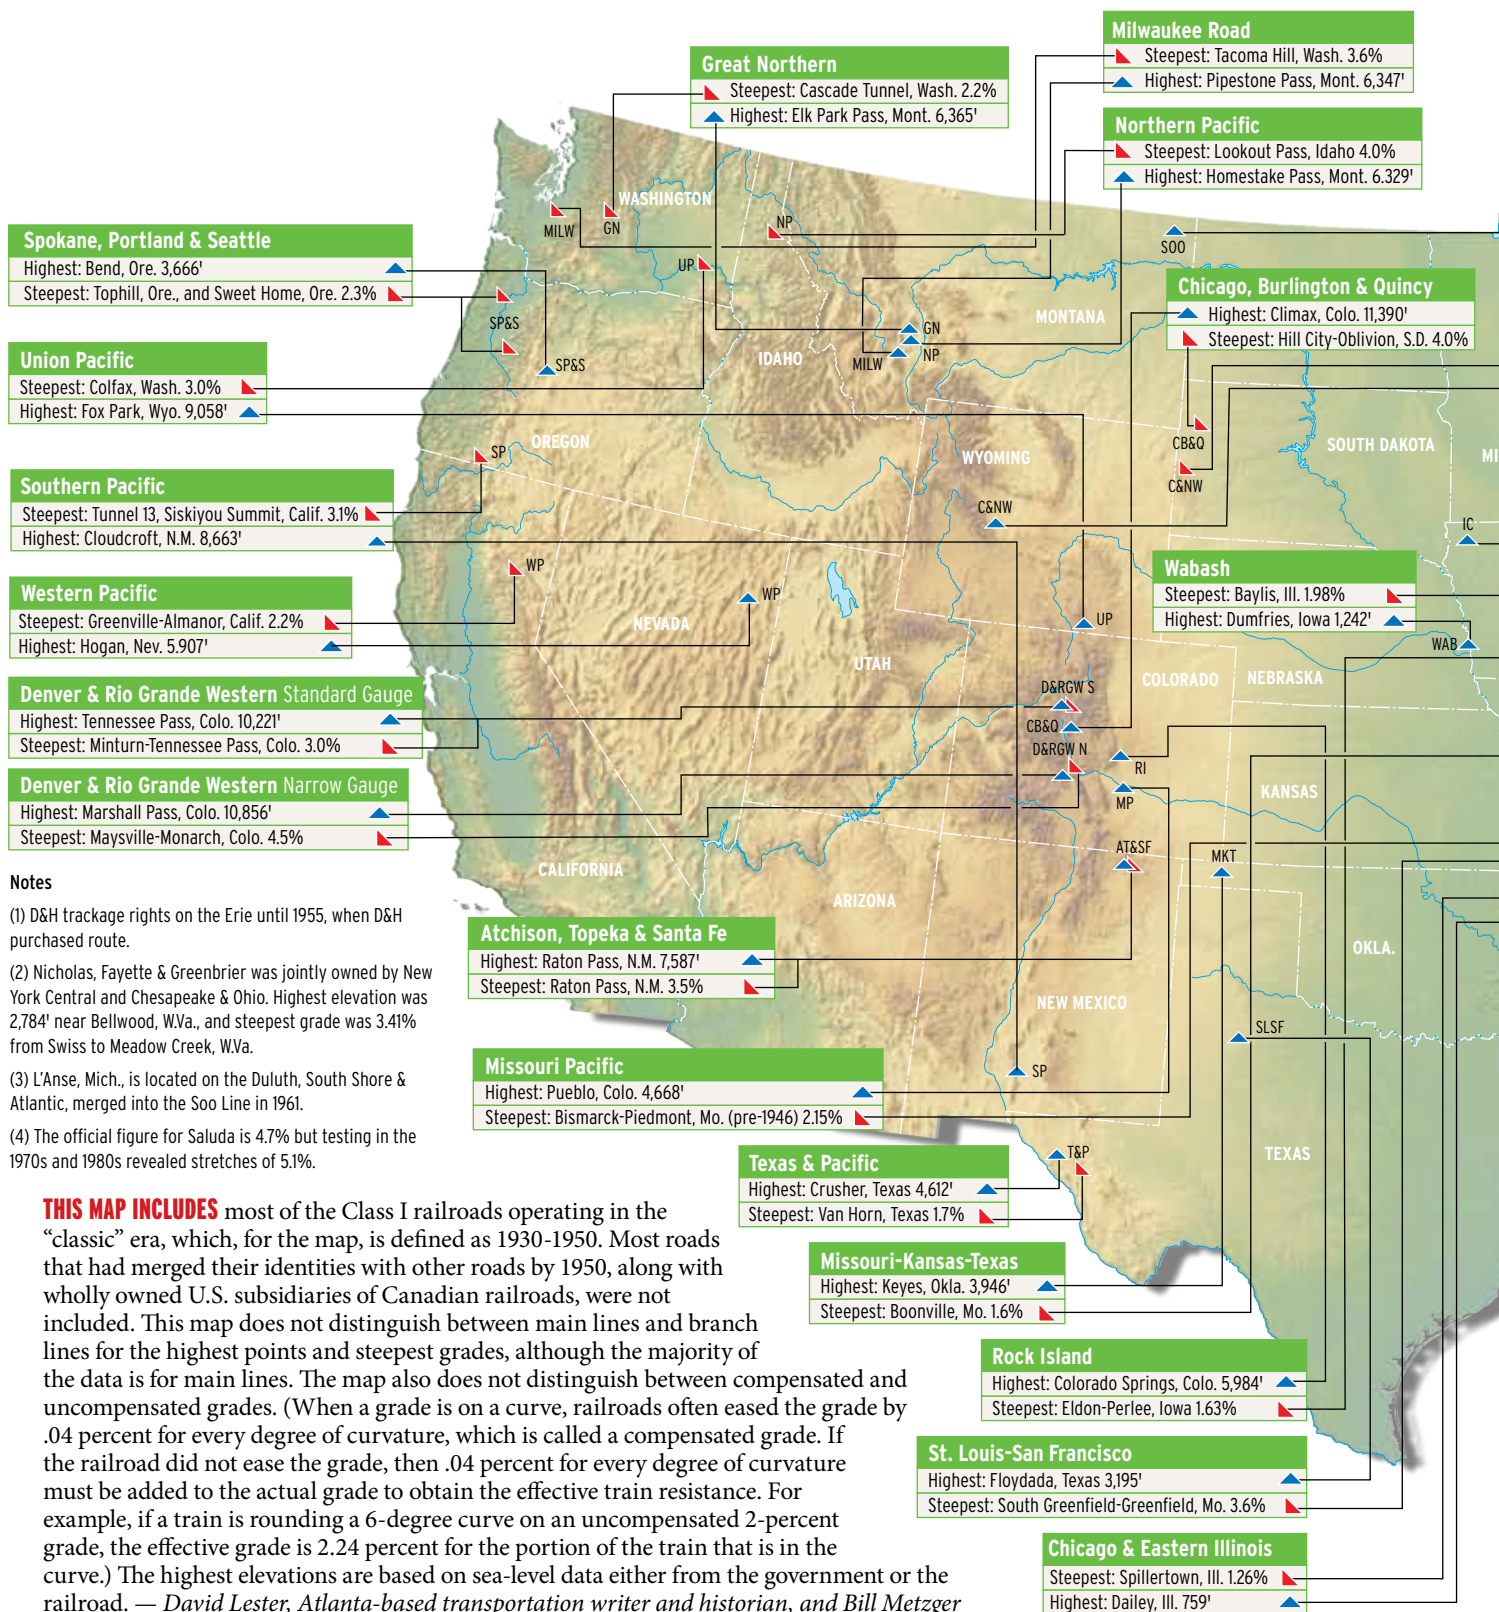 Milwaukee Road
Steepest: Tacoma Hill, Wash. 3.6%
Highest: Pipestone Pass, Mont. 6,347'
Great Northern
Steepest: Cascade Tunnel, Wash. 2.2%
Highest: Elk Park Pass, Mont. 6,365'
Northern Pacific
Steepest: Lookout Pass, Idaho 4.0%
Highest: Homestake Pass, Mont. 6.329'
Spokane, Portland & Seattle
Highest: Bend, Ore. 3,666'
Steepest: Tophill, Ore., and Sweet Home, Ore. 2.3%
Chicago, Burlington & Quincy
Highest: Climax, Colo. 11,390'
Steepest: Hill City-Oblivion, S.D. 4.0%
Union Pacific
Steepest: Colfax, Wash. 3.0%
Highest: Fox Park, Wyo. 9,058'
Southern Pacific
Steepest: Tunnel 13, Siskiyou Summit, Calif. 3.1%
Highest: Cloudcroft, N.M. 8,663'
Wabash
Steepest: Baylis, Ill. 1.98%
Highest: Dumfries, Iowa 1,242'
Western Pacific
Steepest: Greenville-Almanor, Calif. 2.2%
Highest: Hogan, Nev. 5.907'
Denver & Rio Grande Western Standard Gauge
Highest: Tennessee Pass, Colo. 10,221'
Steepest: Minturn-Tennessee Pass, Colo. 3.0%
Denver & Rio Grande Western Narrow Gauge
Highest: Marshall Pass, Colo. 10,856'
Steepest: Maysville-Monarch, Colo. 4.5%
WASHINGTON
MILW
GN
NP
UP
SOO
SP&S
SP&S
MONTANA
GN
NP
MILW
IDAHO
OREGON
SP
WYOMING
CB&Q
C&NW
SOUTH DAKOTA
MI
C&NW
IC
WP
WP
NEVADA
UTAH
UP
WAB
COLORADO
NEBRASKA
D&RGW S
CB&Q
D&RGW N
RI
MP
KANSAS
AT&SF
MKT
CALIFORNIA
ARIZONA
OKLA.
NEW MEXICO
SLSF
SP
TEXAS
T&P
Notes
(1) D&H trackage rights on the Erie until 1955, when D&H
purchased route.
(2) Nicholas, Fayette & Greenbrier was jointly owned by New
York Central and Chesapeake & Ohio. Highest elevation was
2,784' near Bellwood, W.Va., and steepest grade was 3.41%
from Swiss to Meadow Creek, W.Va.
(3) L'Anse, Mich., is located on the Duluth, South Shore &
Atlantic, merged into the Soo Line in 1961.
(4) The official figure for Saluda is 4.7% but testing in the
1970s and 1980s revealed stretches of 5.1%.
Atchison, Topeka & Santa Fe
Highest: Raton Pass, N.M. 7,587'
Steepest: Raton Pass, N.M. 3.5%
Missouri Pacific
Highest: Pueblo, Colo. 4,668'
Steepest: Bismarck-Piedmont, Mo. (pre-1946) 2.15%
Texas & Pacific
Highest: Crusher, Texas 4,612'
Steepest: Van Horn, Texas 1.7%
Missouri-Kansas-Texas
Highest: Keyes, Okla. 3,946'
Steepest: Boonville, Mo. 1.6%
Rock Island
Highest: Colorado Springs, Colo. 5,984'
Steepest: Eldon-Perlee, Iowa 1.63%
St. Louis-San Francisco
Highest: Floydada, Texas 3,195'
Steepest: South Greenfield-Greenfield, Mo. 3.6%
Chicago & Eastern Illinois
Steepest: Spillertown, Ill. 1.26%
Highest: Dailey, Ill. 759'
THIS MAP INCLUDES most of the Class I railroads operating in the
“classic” era, which, for the map, is defined as 1930-1950. Most roads
that had merged their identities with other roads by 1950, along with
wholly owned U.S. subsidiaries of Canadian railroads, were not
included. This map does not distinguish between main lines and branch
lines for the highest points and steepest grades, although the majority of
the data is for main lines. The map also does not distinguish between compensated and
uncompensated grades. (When a grade is on a curve, railroads often eased the grade by
.04 percent for every degree of curvature, which is called a compensated grade. If
the railroad did not ease the grade, then .04 percent for every degree of curvature
must be added to the actual grade to obtain the effective train resistance. For
example, if a train is rounding a 6-degree curve on an uncompensated 2-percent
grade, the effective grade is 2.24 percent for the portion of the train that is in the
curve.) The highest elevations are based on sea-level data either from the government or the
railroad. — David Lester, Atlanta-based transportation writer and historian, and Bill Metzger